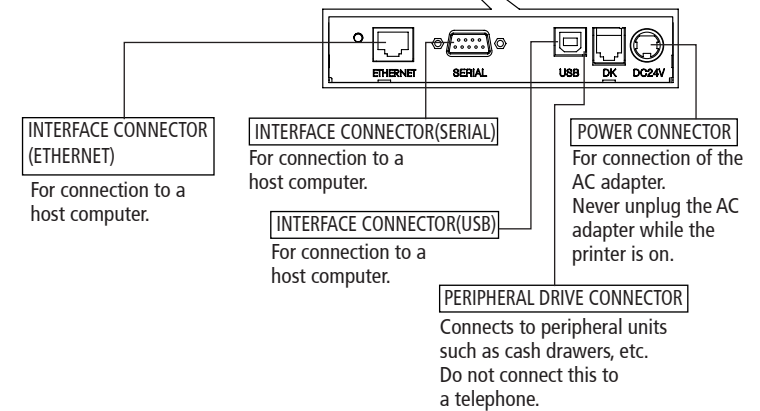 ETHERNET SERIAL USB DK DC24V
INTERFACE CONNECTOR
(ETHERNET)
For connection to a
host computer.
INTERFACE CONNECTOR(SERIAL)
For connection to a
host computer.
INTERFACE CONNECTOR(USB)
For connection to a
host computer.
POWER CONNECTOR
For connection of the
AC adapter.
Never unplug the AC
adapter while the
printer is on.
PERIPHERAL DRIVE CONNECTOR
Connects to peripheral units
such as cash drawers, etc.
Do not connect this to
a telephone.